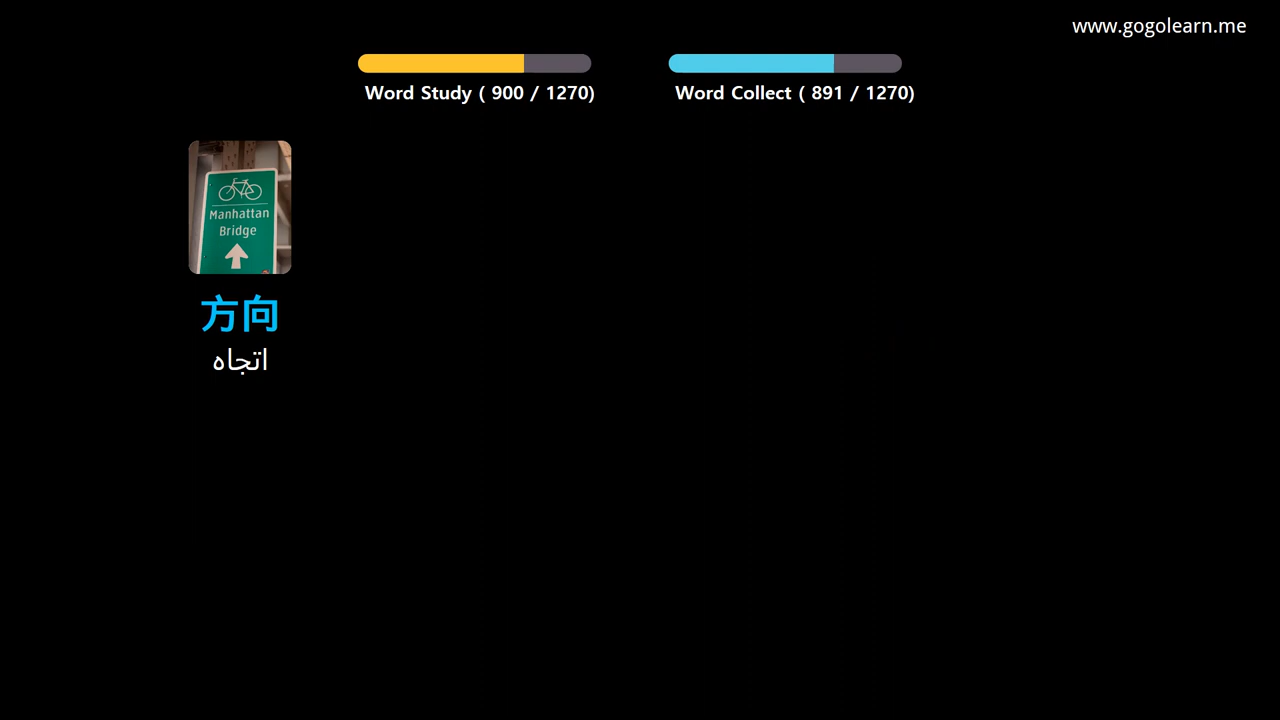 www.gogolearn.me
Word Study ( 900 / 1270)
Word Collect ( 891 / 1270)
Manhattan
Bridge
方向
اتجاه